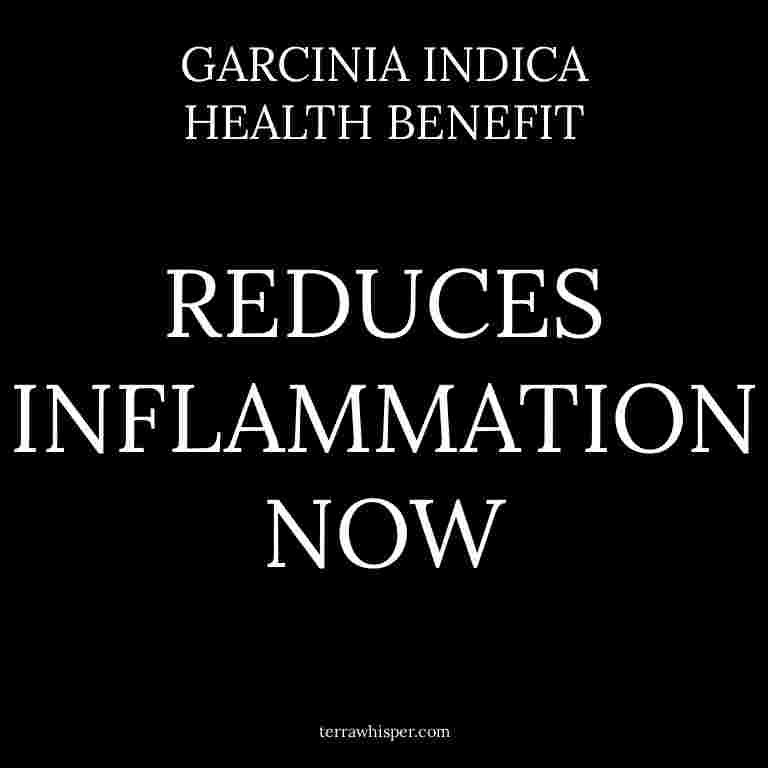 GARCINIA INDICA
HEALTH BENEFIT
REDUCES
INFLAMMATION
NOW
terrawhisper.com